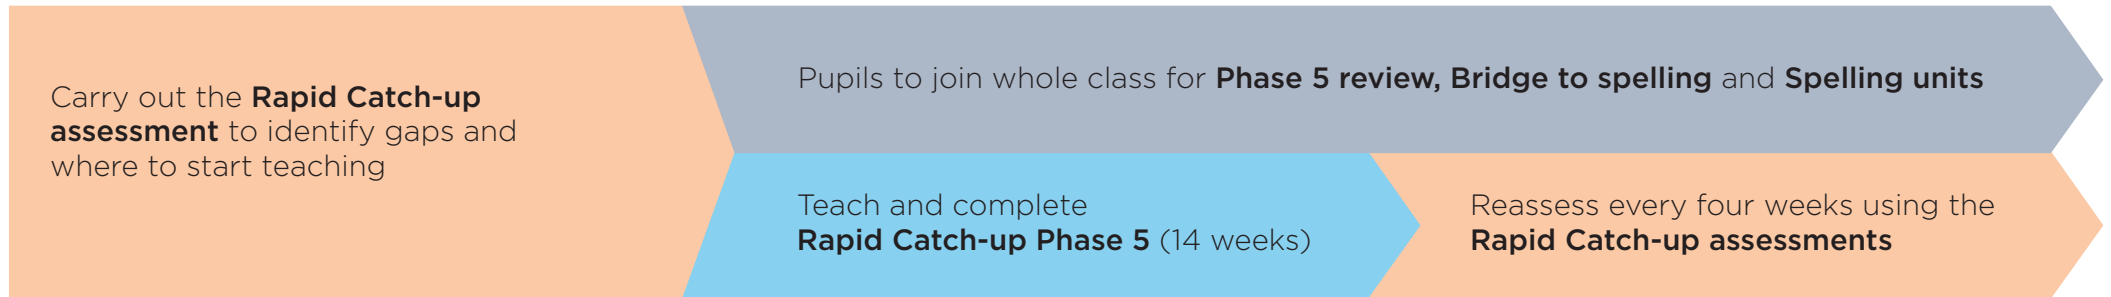 Carry out the Rapid Catch-up
assessment to identify gaps and
where to start teaching
Pupils to join whole class for Phase 5 review, Bridge to spelling and Spelling units
Teach and complete
Rapid Catch-up Phase 5 (14 weeks)
Reassess every four weeks using the
Rapid Catch-up assessments